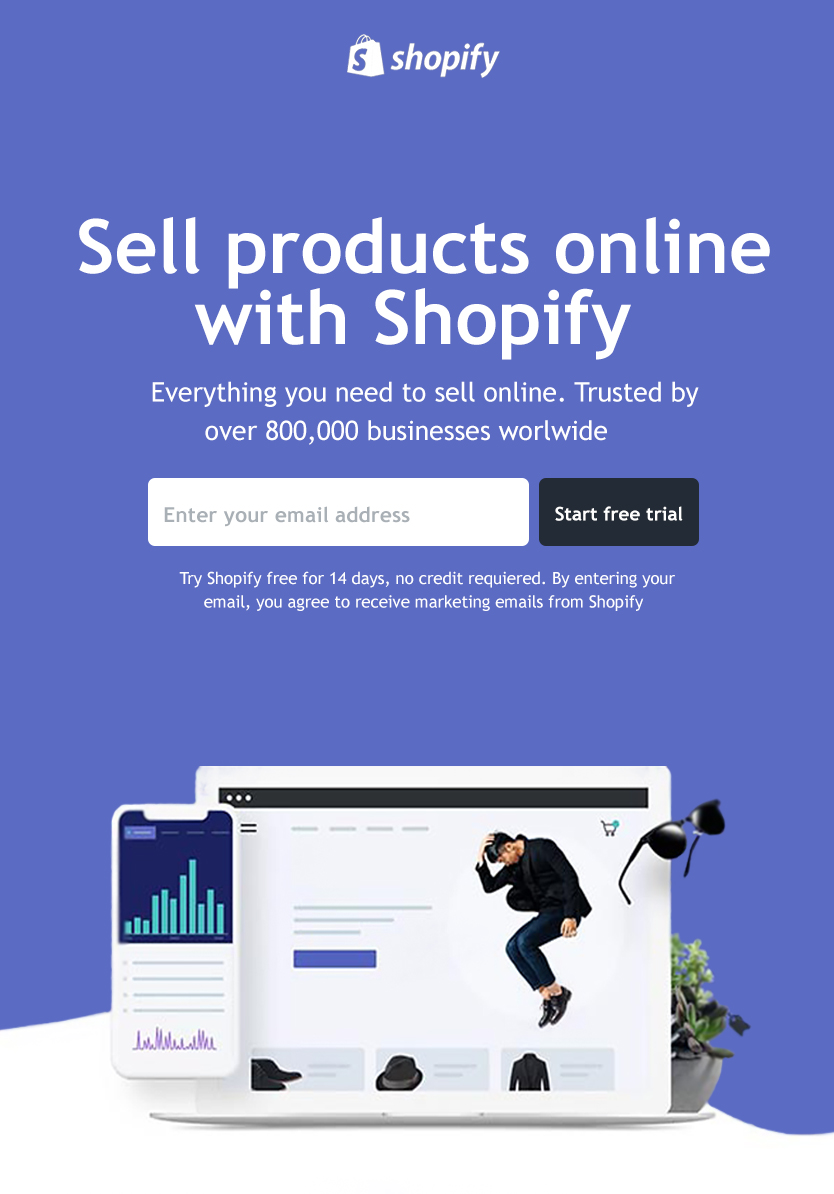 shopify
Sell products online
with Shopify
Everything you need to sell online. Trusted by
over 800,000 businesses worlwide
Enter your email address
Start free trial
Try Shopify free for 14 days, no credit requiered. By entering your
email, you agree to receive marketing emails from Shopify